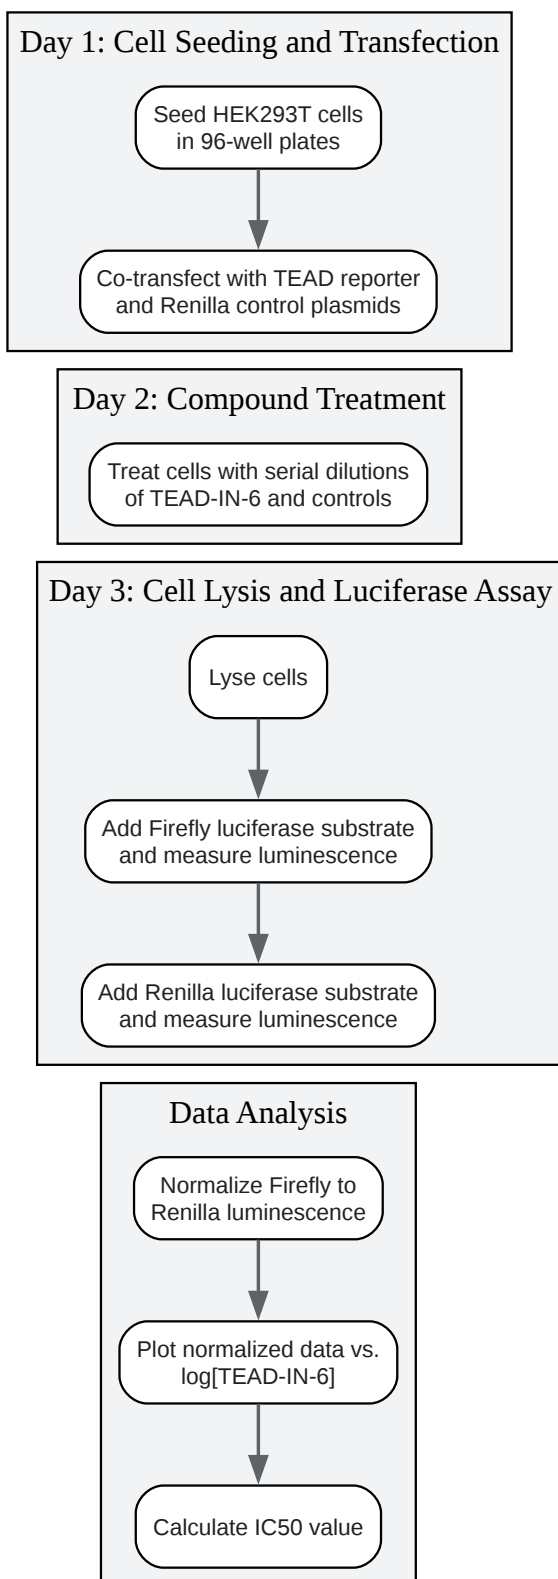 Day 1: Cell Seeding and Transfection
Seed HEK293T cells
in 96-well plates
Co-transfect with TEAD reporter
and Renilla control plasmids
Day 2: Compound Treatment
Treat cells with serial dilutions
of TEAD-IN-6 and controls
Day 3: Cell Lysis and Luciferase Assay
Lyse cells
Add Firefly luciferase substrate
and measure luminescence
Add Renilla luciferase substrate
and measure luminescence
Data Analysis
Normalize Firefly to
Renilla luminescence
Plot normalized data vs.
log[TEAD-IN-6]
Calculate IC50 value